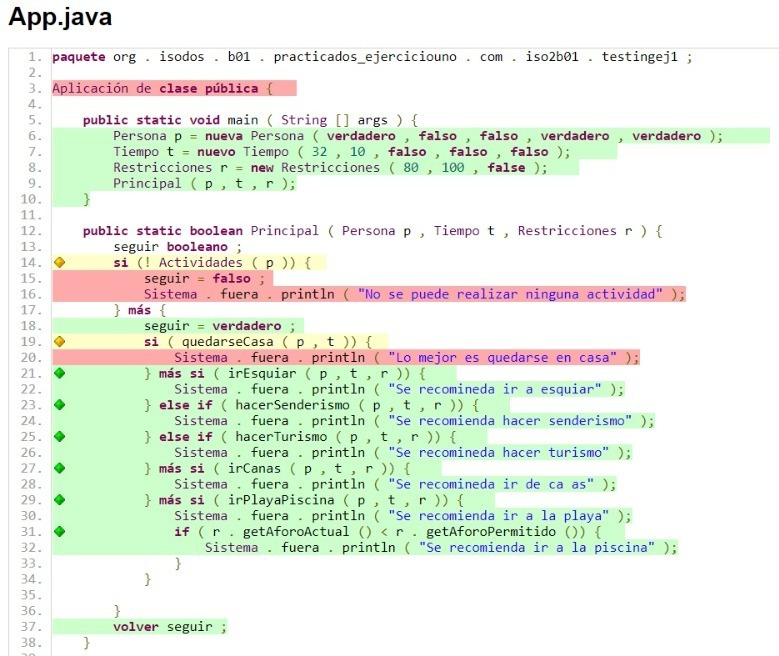 App.java
1. paquete org . isodos . b01 . practicados_ejerciciouno . com . iso2b01 . testingej1 ;
2.
3. Aplicación de clase pública {
4.
5. public static void main ( String [] args ) {
6. Persona p = nueva Persona ( verdadero , falso , falso , verdadero , verdadero );
7. Tiempo t = nuevo Tiempo ( 32 , 10 , falso , falso , falso );
8. Restricciones r = new Restricciones ( 80 , 100 , false );
9. Principal ( p , t , r );
10. }
11.
12. public static boolean Principal ( Persona p , Tiempo t , Restricciones r ) {
13. seguir booleano ;
14. si (! Actividades ( p )) {
15. seguir = falso ;
16. Sistema . fuera . println ( "No se puede realizar ninguna actividad" );
17. } más {
18. seguir = verdadero ;
19. si ( quedarseCasa ( p , t )) {
20. Sistema . fuera . println ( "Lo mejor es quedarse en casa" );
21. } más si ( irEsquiar ( p , t , r )) {
22. Sistema . fuera . println ( "Se recomineda ir a esquiar" );
23. } else if ( hacerSenderismo ( p , t , r )) {
24. Sistema . fuera . println ( "Se recomienda hacer senderismo" );
25. } else if ( hacerTurismo ( p , t , r )) {
26. Sistema . fuera . println ( "Se recomineda hacer turismo" );
27. } más si ( irCanas ( p , t , r )) {
28. Sistema . fuera . println ( "Se recomineda ir de ca as" );
29. } más si ( irPlayaPiscina ( p , t , r )) {
30. Sistema . fuera . println ( "Se recomienda ir a la playa" );
31. if ( r . getAforoActual () < r . getAforoPermitido ()) {
32. Sistema . fuera . println ( "Se recomienda ir a la piscina" );
33. }
34. }
35.
36. }
37. volver seguir ;
38. }